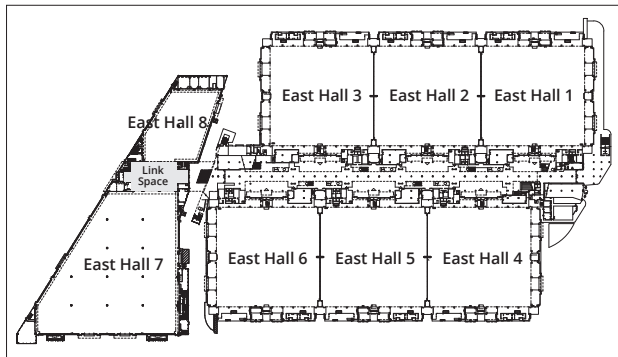 East Hall 3
East Hall 2
East Hall 1
East Hall 8
Link
Space
East Hall 7
East Hall 6
East Hall 5
East Hall 4